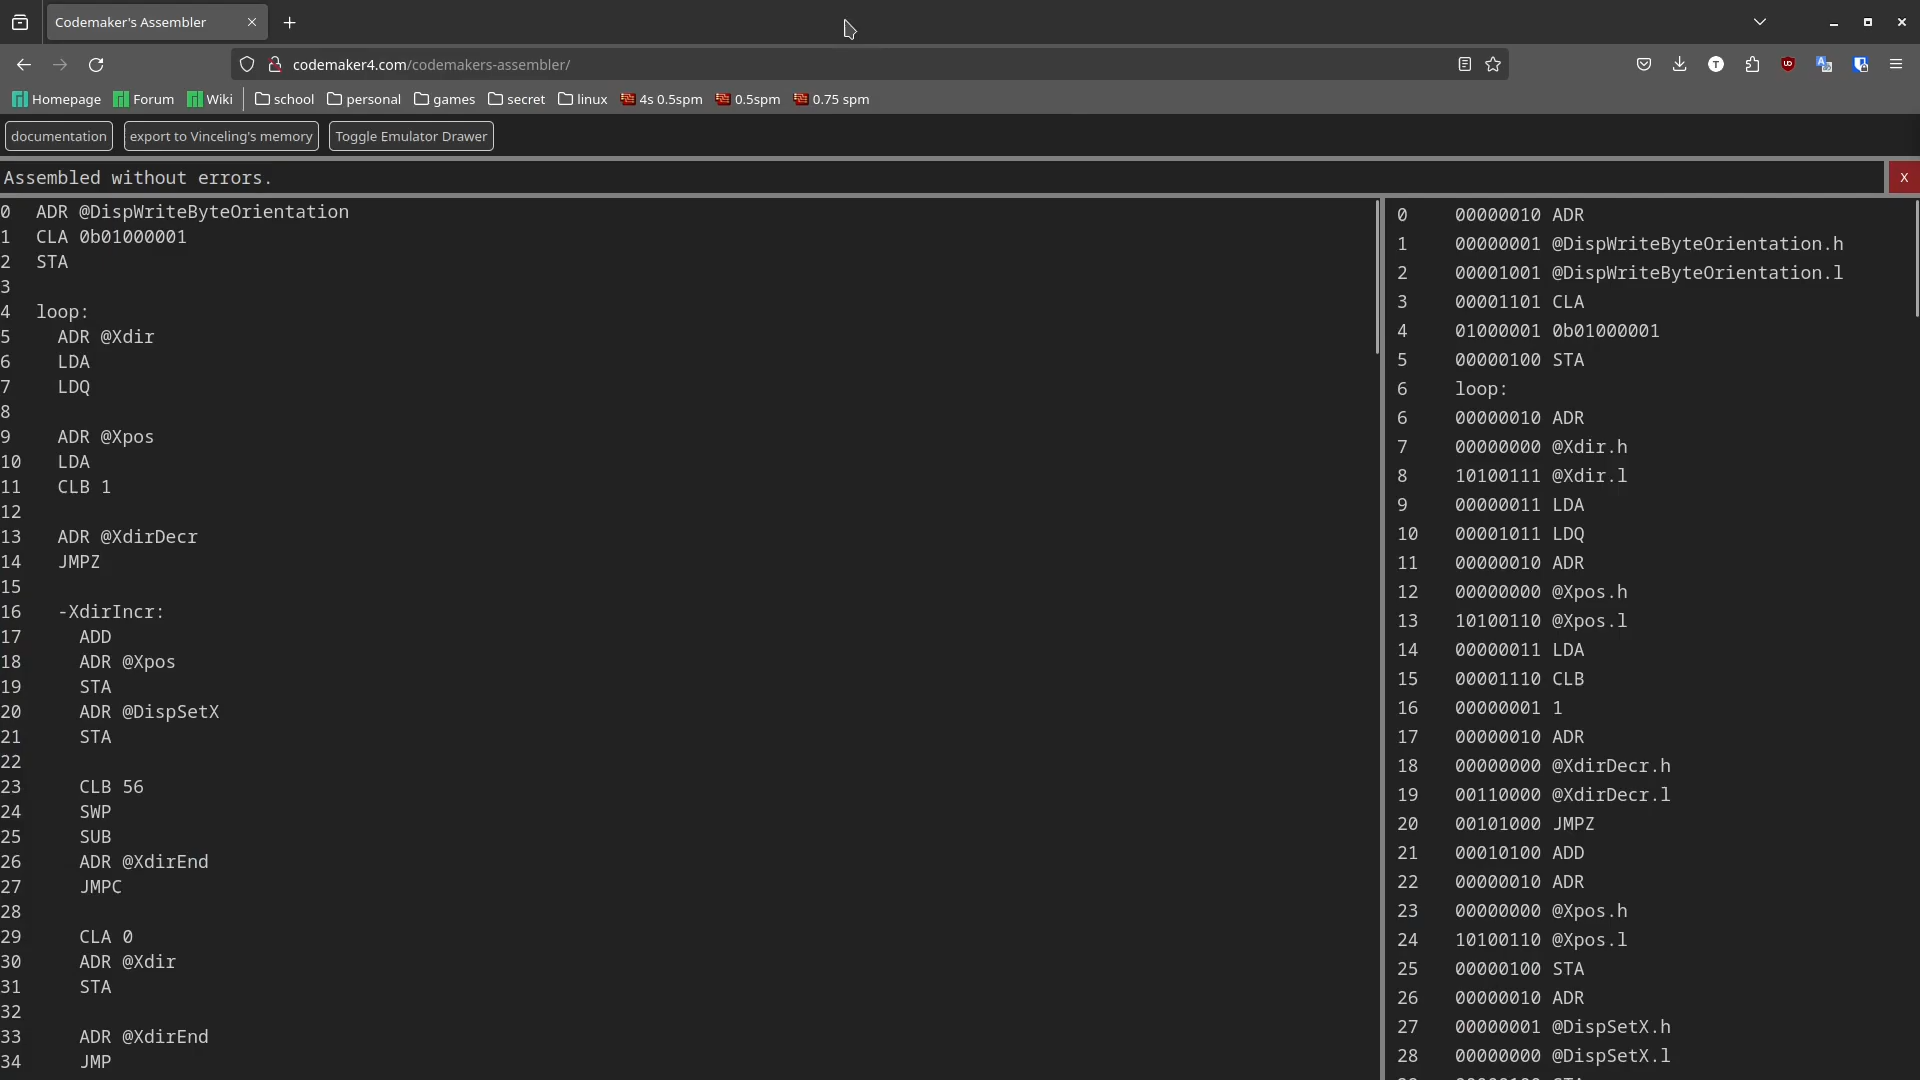 Codemaker's Assembler
codemaker4.com/codemakers-assembler/
Homepage Forum Wiki school personal games secret linux 4s 0.5spm 0.5spm 0.75 spm
documentation export to Vinceling's memory Toggle Emulator Drawer
Assembled without errors. X
0 ADR @DispWriteByteOrientation
1 CLA 0b01000001
2 STA
3
4 loop:
5 ADR @Xdir
6 LDA
7 LDQ
8
9 ADR @Xpos
10 LDA
11 CLB 1
12
13 ADR @XdirDecr
14 JMPZ
15
16 -XdirIncr:
17 ADD
18 ADR @Xpos
19 STA
20 ADR @DispSetX
21 STA
22
23 CLB 56
24 SWP
25 SUB
26 ADR @XdirEnd
27 JMPC
28
29 CLA 0
30 ADR @Xdir
31 STA
32
33 ADR @XdirEnd
34 JMP
0 00000010 ADR
1 00000001 @DispWriteByteOrientation.h
2 00001001 @DispWriteByteOrientation.l
3 00001101 CLA
4 01000001 0b01000001
5 00000100 STA
6 loop:
6 00000010 ADR
7 00000000 @Xdir.h
8 10100111 @Xdir.l
9 00000011 LDA
10 00001011 LDQ
11 00000010 ADR
12 00000000 @Xpos.h
13 10100110 @Xpos.l
14 00000011 LDA
15 00001110 CLB
16 00000001 1
17 00000010 ADR
18 00000000 @XdirDecr.h
19 00110000 @XdirDecr.l
20 00101000 JMPZ
21 00010100 ADD
22 00000010 ADR
23 00000000 @Xpos.h
24 10100110 @Xpos.l
25 00000100 STA
26 00000010 ADR
27 00000001 @DispSetX.h
28 00000000 @DispSetX.l